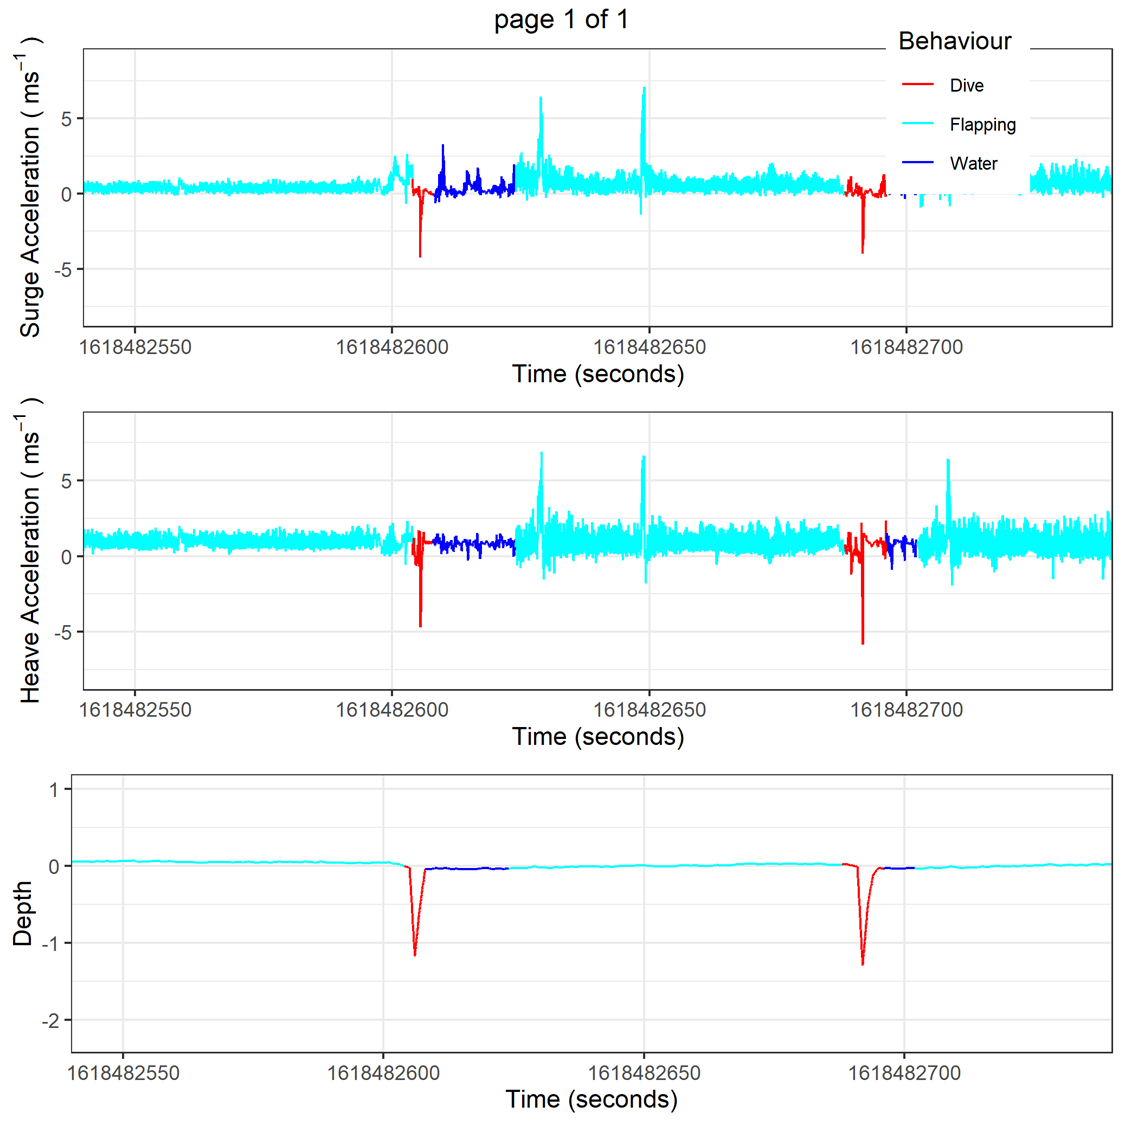 page 1 of 1
Behaviour
Dive
Flapping
Water
Surge Acceleration ( ms−1 )
5
0
-5
1618482550 1618482600 1618482650 1618482700
Time (seconds)
Heave Acceleration ( ms−1 )
5
0
-5
1618482550 1618482600 1618482650 1618482700
Time (seconds)
Depth
1
0
-1
-2
1618482550 1618482600 1618482650 1618482700
Time (seconds)